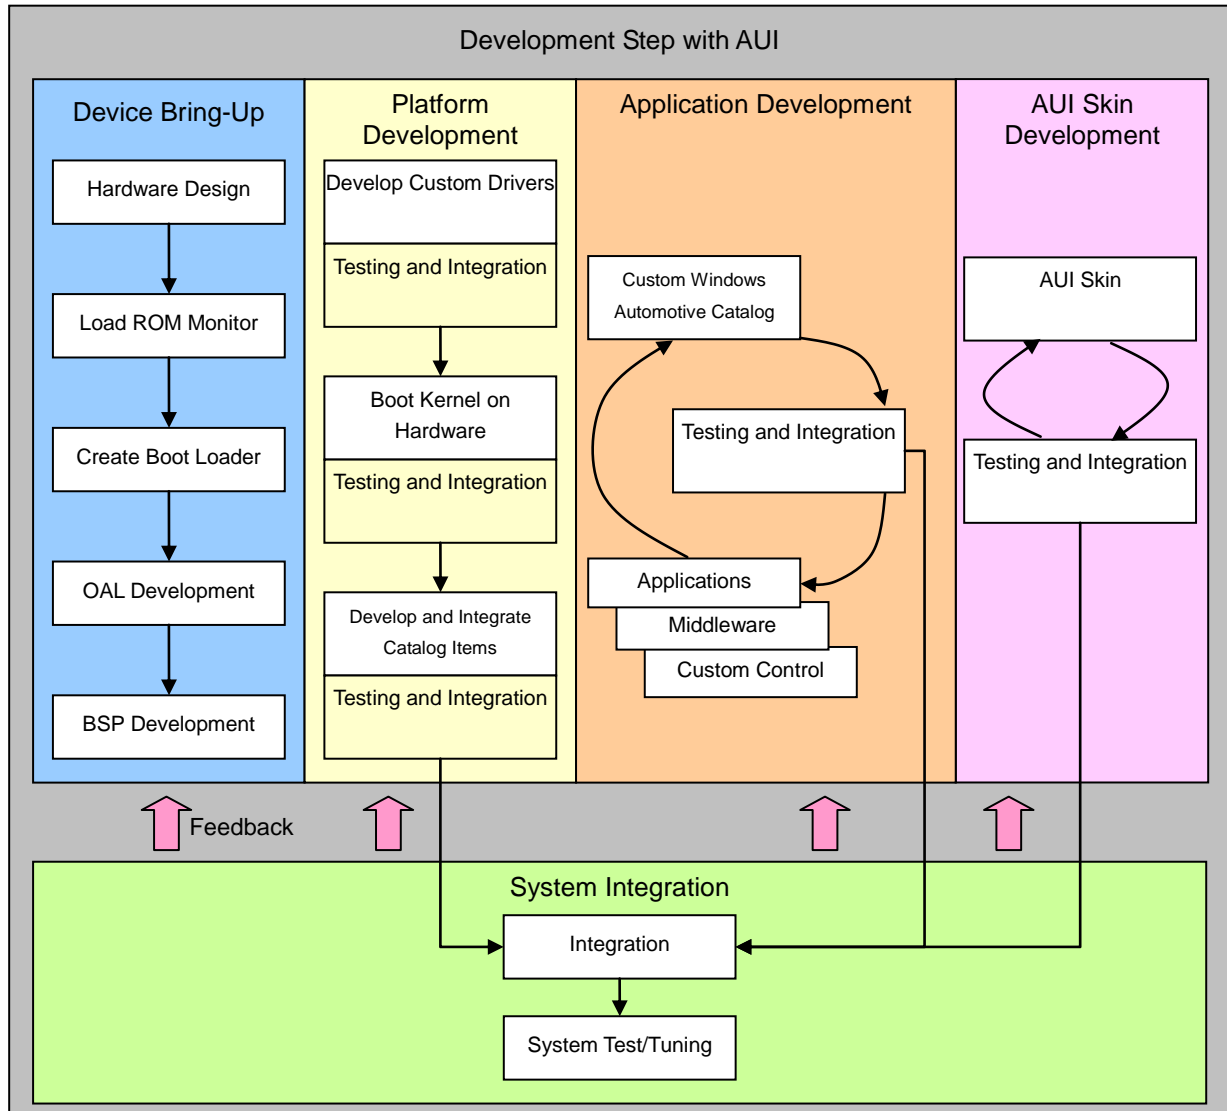 Development Step with AUI
Device Bring-Up
Hardware Design
Load ROM Monitor
Create Boot Loader
OAL Development
BSP Development
Platform
Development
Develop Custom Drivers
Testing and Integration
Boot Kernel on
Hardware
Testing and Integration
Develop and Integrate
Catalog Items
Testing and Integration
Application Development
Custom Windows
Automotive Catalog
Testing and Integration
Applications
Middleware
Custom Control
AUI Skin
Development
AUI Skin
Testing and Integration
Feedback
System Integration
Integration
System Test/Tuning